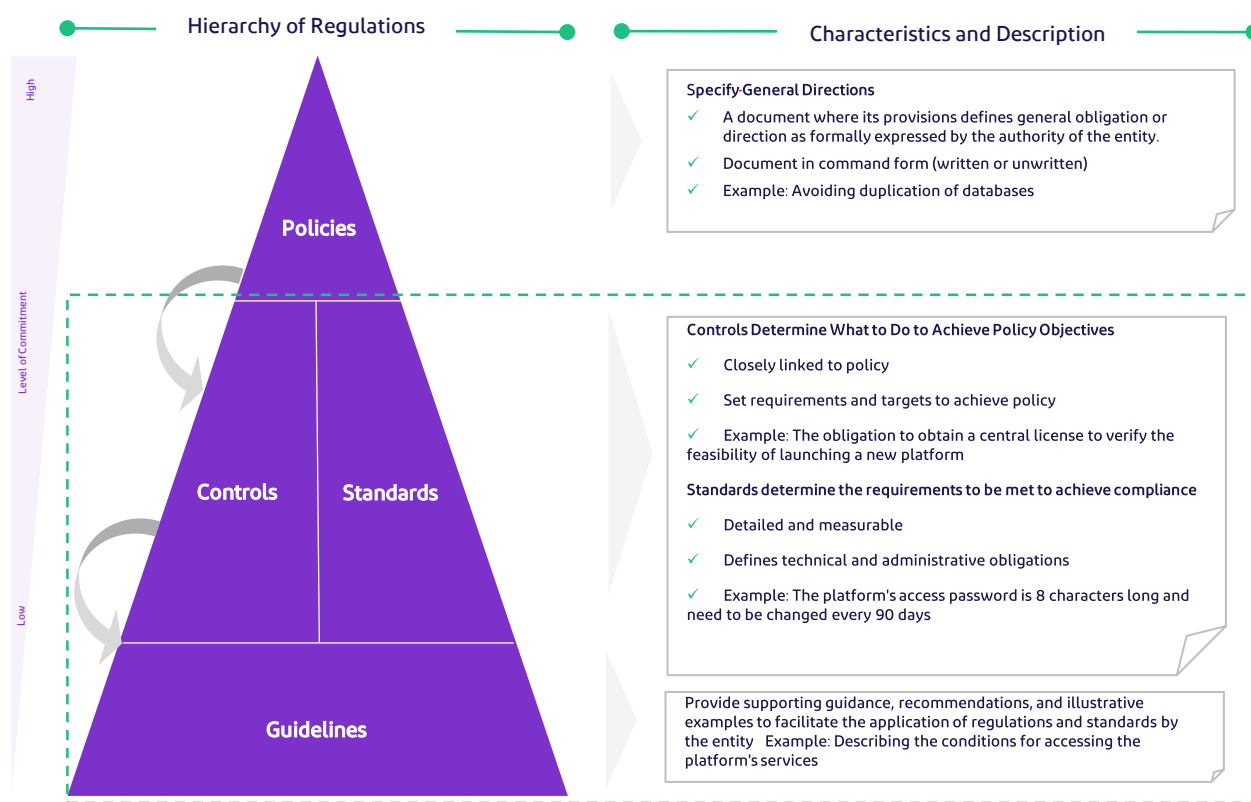 Hierarchy of Regulations
Characteristics and Description
High
Level of Commitment
Low
Policies
Controls
Standards
Guidelines
Specify-General Directions
✓ A document where its provisions defines general obligation or
direction as formally expressed by the authority of the entity.
✓ Document in command form (written or unwritten)
✓ Example: Avoiding duplication of databases
Controls Determine What to Do to Achieve Policy Objectives
✓ Closely linked to policy
✓ Set requirements and targets to achieve policy
✓ Example: The obligation to obtain a central license to verify the
feasibility of launching a new platform
Standards determine the requirements to be met to achieve compliance
✓ Detailed and measurable
✓ Defines technical and administrative obligations
✓ Example: The platform's access password is 8 characters long and
need to be changed every 90 days
Provide supporting guidance, recommendations, and illustrative
examples to facilitate the application of regulations and standards by
the entity Example: Describing the conditions for accessing the
platform's services